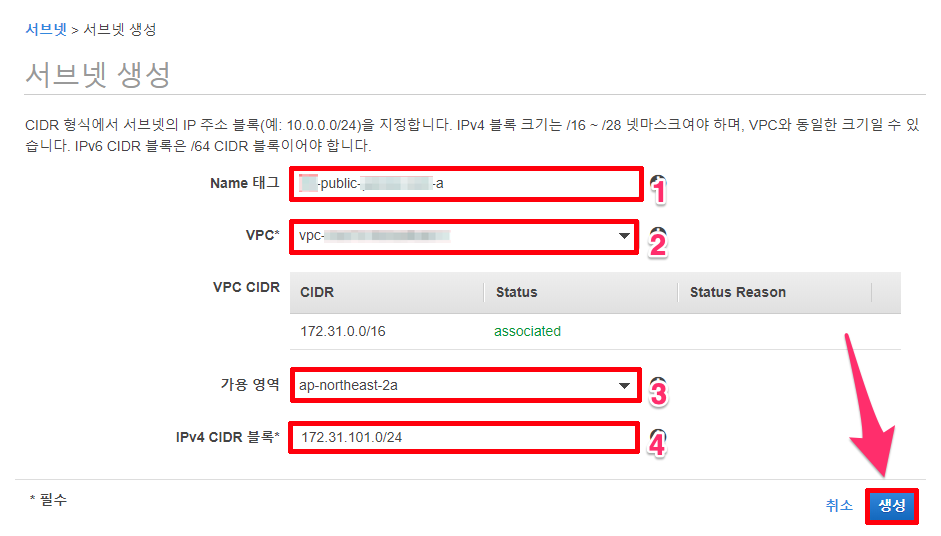 서브넷 > 서브넷 생성
서브넷 생성
CIDR 형식에서 서브넷의 IP 주소 블록(예: 10.0.0.0/24)을 지정합니다. IPv4 블록 크기는 /16 ~ /28 넷마스크여야 하며, VPC와 동일한 크기일 수 있
습니다. IPv6 CIDR 블록은 /64 CIDR 블록이어야 합니다.
Name 태그 -public- -a 1
VPC* vpc- 2
VPC CIDR CIDR Status Status Reason
172.31.0.0/16 associated
가용 영역 ap-northeast-2a 3
IPv4 CIDR 블록* 172.31.101.0/24 4
* 필수 취소 생성